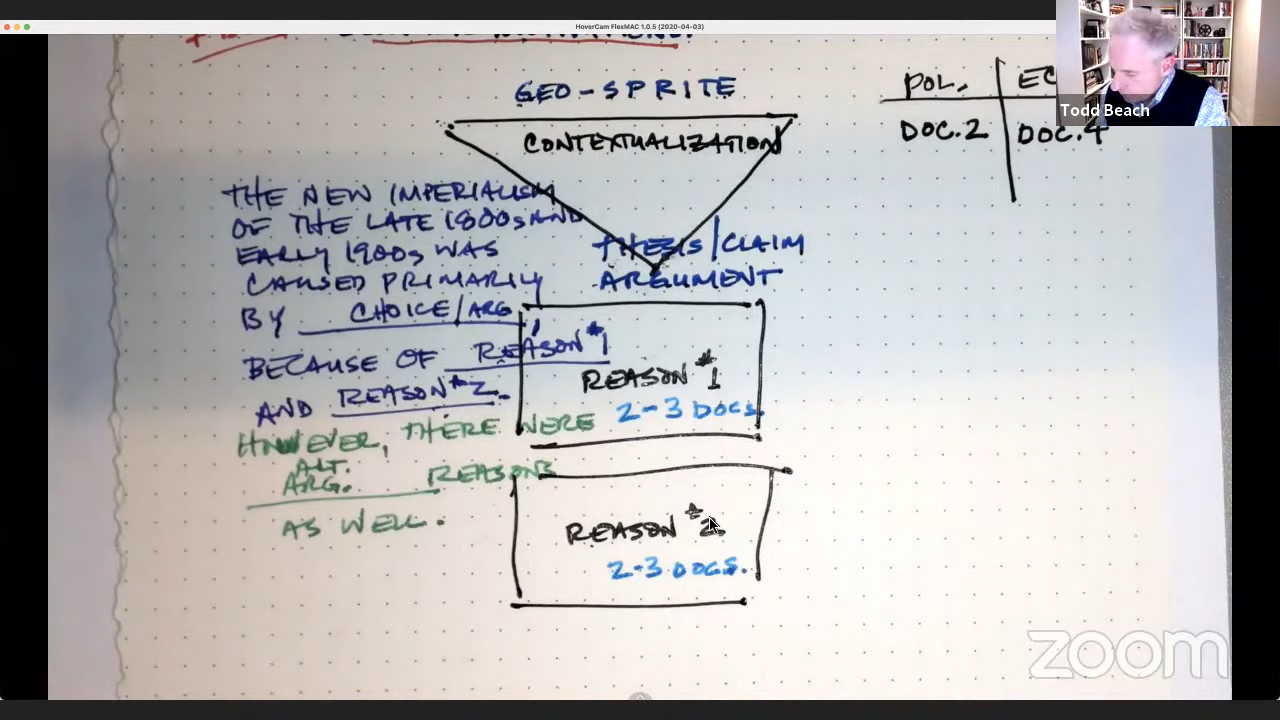 HoverCam FlexMAC 1.0.5 (2020-04-03)
GEO-SPRITE
CONTEXTUALIZATION
POL. EC
DOC.2 DOC.4
Todd Beach
THE NEW IMPERIALISM
OF THE LATE 1800s AND
EARLY 1900s WAS
CAUSED PRIMARILY
BY CHOICE/ARG,
BECAUSE OF REASON #1
AND REASON #2.
HOWEVER, THERE WERE
ALT.
ARG. REASONS
AS WELL.
THESIS/CLAIM
ARGUMENT
REASON #1
2-3 DOCS.
REASON #2
2-3 DOCS.
zoom